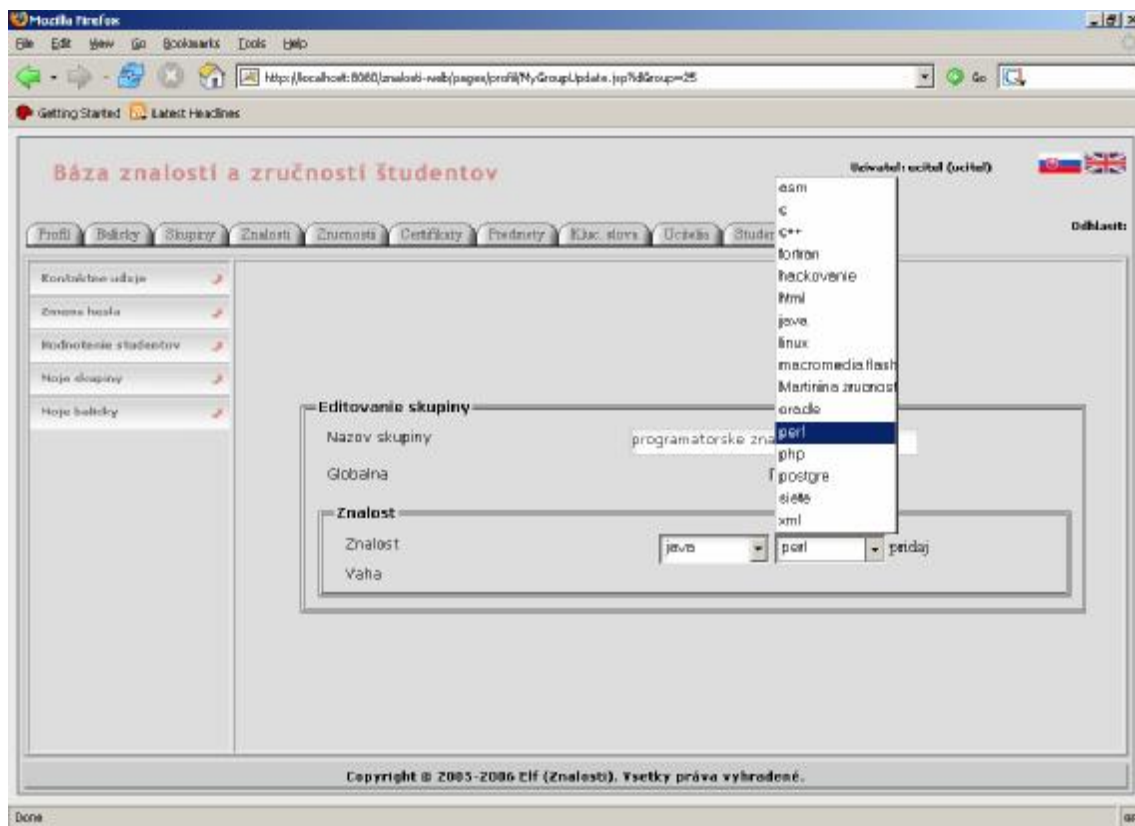 Mozilla Firefox
File Edit View Go Bookmarks Tools Help
http://localhost:8080/znalosti-web/pages/profil/MyGroupUpdate.jsp?idGroup=25
Go
Getting Started Latest Headlines
Báza znalostí a zručností študentov
Uzivatel: ucitel (ucitel)
Odhlasit:
Profil Balicky Skupiny Znalosti Zrucnosti Certifikaty Predmety Kluc. slova Ucitelia Studen
Kontaktne udaje
Zmena hesla
Hodnotenie studentov
Moje skupiny
Moje balicky
asm
c
c++
fortran
hackovanie
html
java
linux
macromedia flash
Martinina zrucnost
oracle
perl
php
postgre
siete
xml
Editovanie skupiny
Nazov skupiny programatorske zna
Globalna
Znalost
Znalost java perl pridaj
Vaha
Copyright © 2005-2006 Elf (Znalosti). Vsetky práva vyhradené.
Done